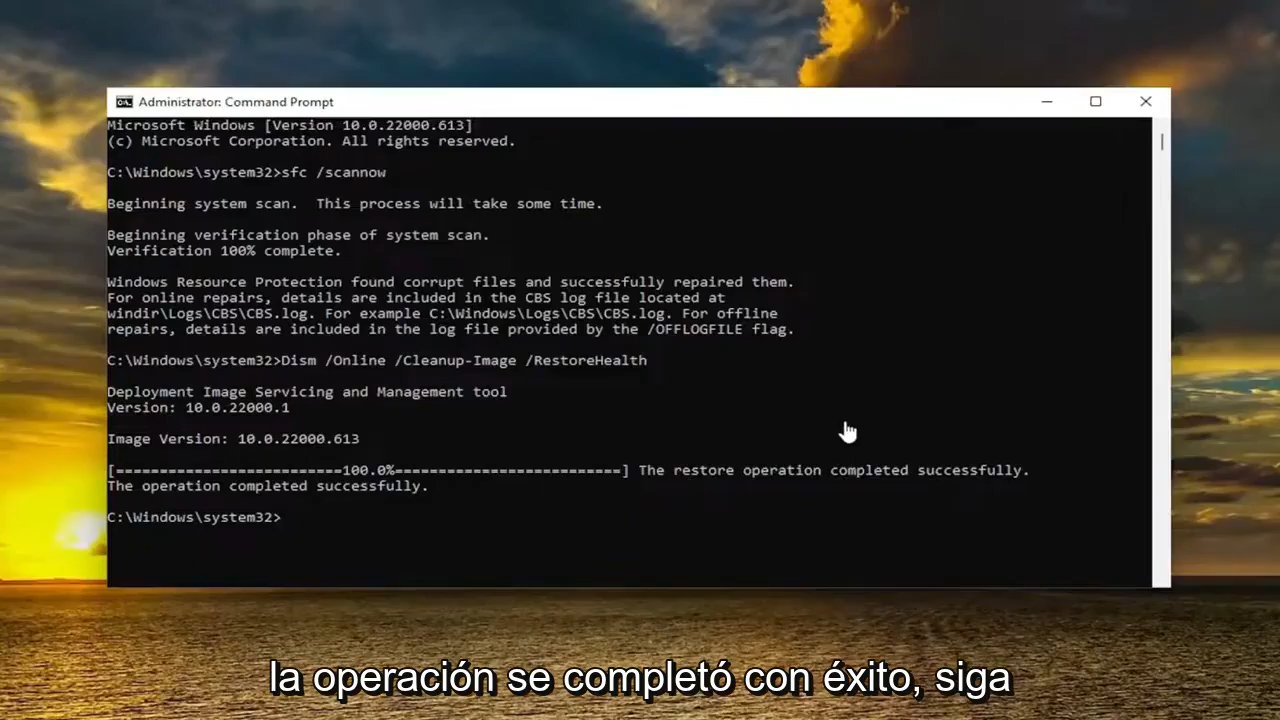 Administrator: Command Prompt
Microsoft Windows [Version 10.0.22000.613]
(c) Microsoft Corporation. All rights reserved.
C:\Windows\system32>sfc /scannow
Beginning system scan.  This process will take some time.
Beginning verification phase of system scan.
Verification 100% complete.
Windows Resource Protection found corrupt files and successfully repaired them.
For online repairs, details are included in the CBS log file located at
windir\Logs\CBS\CBS.log. For example C:\Windows\Logs\CBS\CBS.log. For offline
repairs, details are included in the log file provided by the /OFFLOGFILE flag.
C:\Windows\system32>Dism /Online /Cleanup-Image /RestoreHealth
Deployment Image Servicing and Management tool
Version: 10.0.22000.1
Image Version: 10.0.22000.613
[==========================100.0%==========================] The restore operation completed successfully.
The operation completed successfully.
C:\Windows\system32>
la operación se completó con éxito, siga